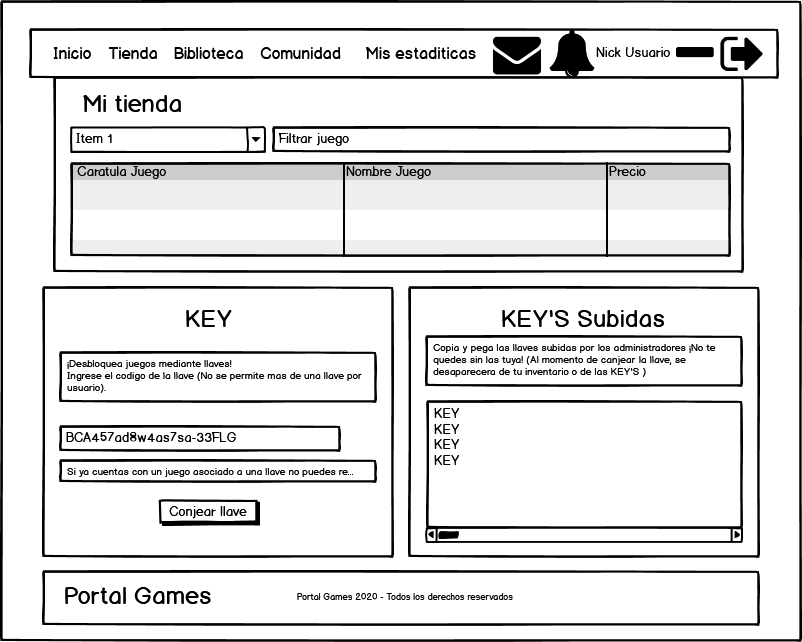 Inicio Tienda Biblioteca Comunidad Mis estaditicas Nick Usuario
Mi tienda
Item 1 Filtrar juego
Caratula Juego Nombre Juego Precio
KEY
¡Desbloquea juegos mediante llaves!
Ingrese el codigo de la llave (No se permite mas de una llave por
usuario).
BCA457ad8w4as7sa-33FLG
Si ya cuentas con un juego asociado a una llave no puedes re...
Conjear llave
KEY'S Subidas
Copia y pega las llaves subidas por los administradores ¡No te
quedes sin las tuya! (Al momento de canjear la llave, se
desaparecera de tu inventario o de las KEY'S )
KEY
KEY
KEY
KEY
Portal Games
Portal Games 2020 - Todos los derechos reservados